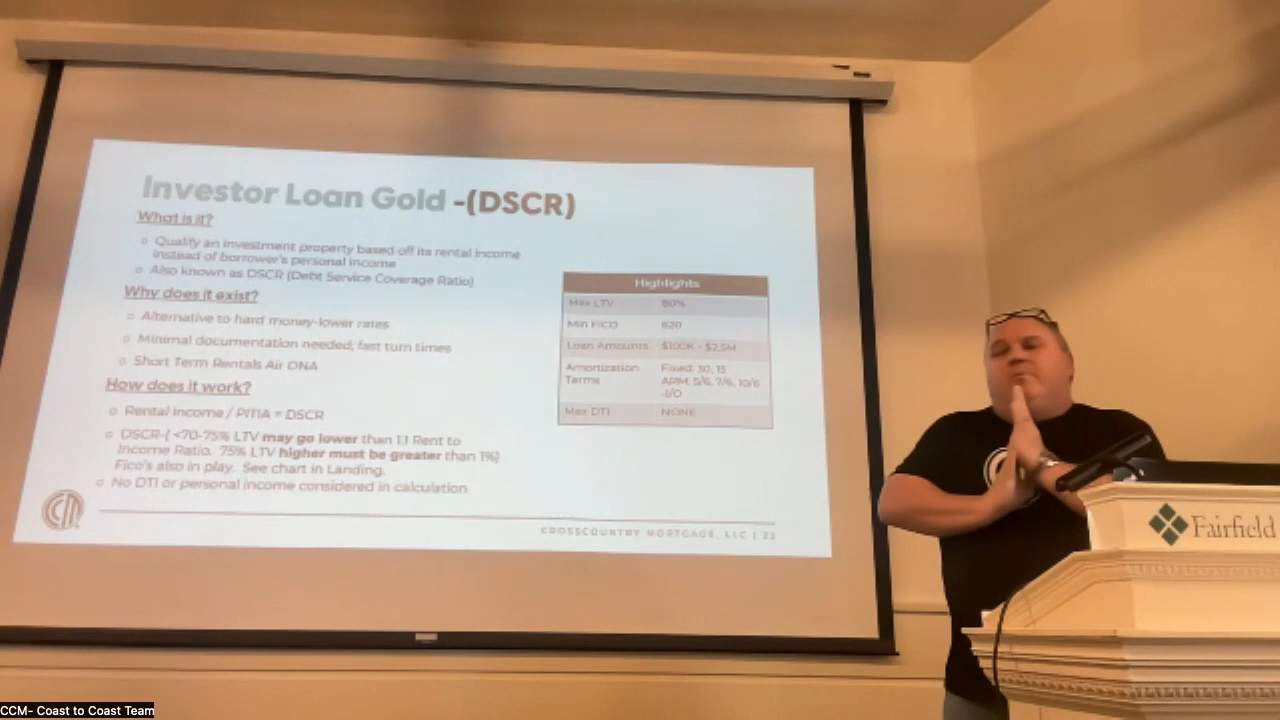 Investor Loan Gold -(DSCR)
What is it?
Qualify an investment property based off its rental income
instead of borrower's personal income
Also known as DSCR (Debt Service Coverage Ratio)
Why does it exist?
Alternative to hard money-lower rates
Minimal documentation needed; fast turn times
Short Term Rentals Air DNA
How does it work?
Rental income / PITIA = DSCR
DSCR-( <70-75% LTV may go lower than 1.1 Rent to
Income Ratio. 75% LTV higher must be greater than 1%)
Fico's also in play. See chart in Landing.
No DTI or personal income considered in calculation
Highlights
Max LTV 80%
Min FICO 620
Loan Amounts $100K - $2.5M
Amortization Fixed: 30, 15
Terms ARM: 5/6, 7/6, 10/6
-I/O
Max DTI NONE
CROSSCOUNTRY MORTGAGE, LLC | 23
Fairfield
CCM- Coast to Coast Team